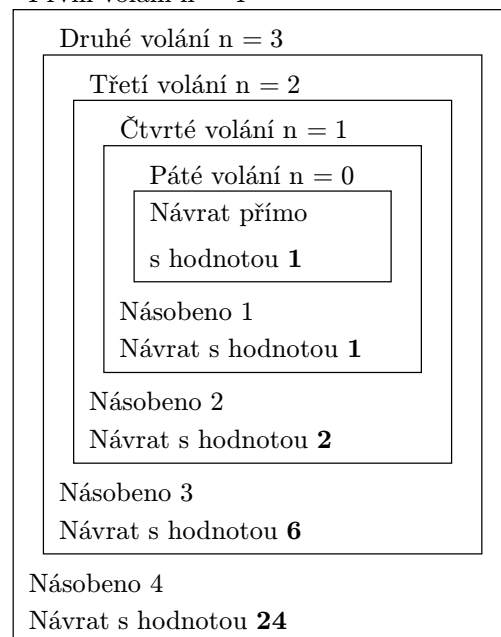 Druhé volání n = 3
Třetí volání n = 2
Čtvrté volání n = 1
Páté volání n = 0
Návrat přímo
s hodnotou 1
Násobeno 1
Návrat s hodnotou 1
Násobeno 2
Návrat s hodnotou 2
Násobeno 3
Návrat s hodnotou 6
Násobeno 4
Návrat s hodnotou 24